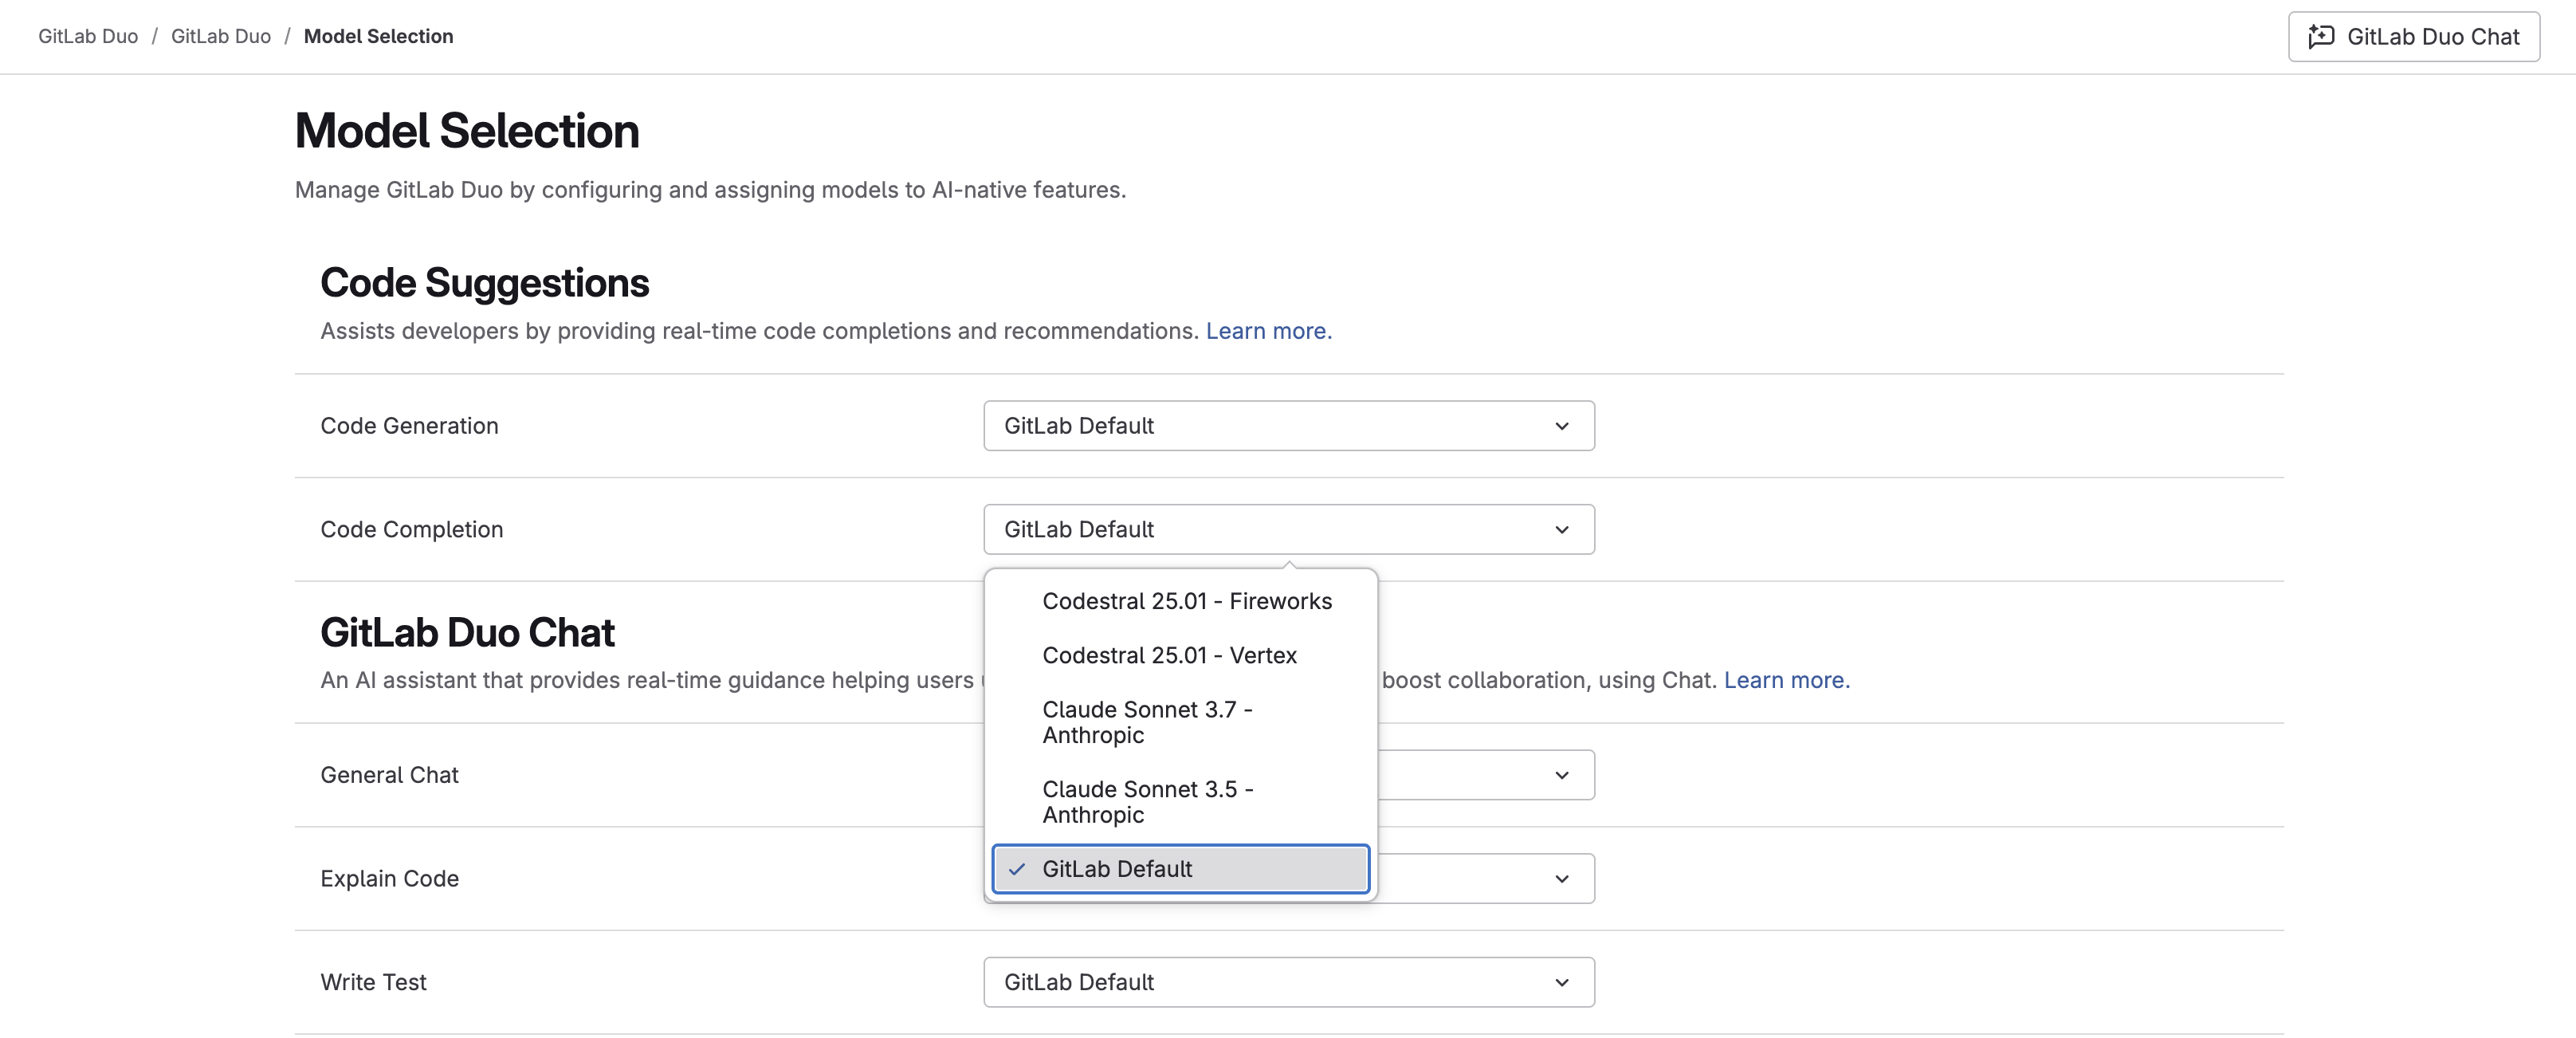 GitLab Duo / GitLab Duo / Model Selection
GitLab Duo Chat
Model Selection
Manage GitLab Duo by configuring and assigning models to AI-native features.
Code Suggestions
Assists developers by providing real-time code completions and recommendations. Learn more.
Code Generation
GitLab Default
Code Completion
GitLab Default
Codestral 25.01 - Fireworks
Codestral 25.01 - Vertex
Claude Sonnet 3.7 -
Anthropic
Claude Sonnet 3.5 -
Anthropic
GitLab Default
GitLab Duo Chat
An AI assistant that provides real-time guidance helping users boost collaboration, using Chat. Learn more.
General Chat
Explain Code
Write Test
GitLab Default